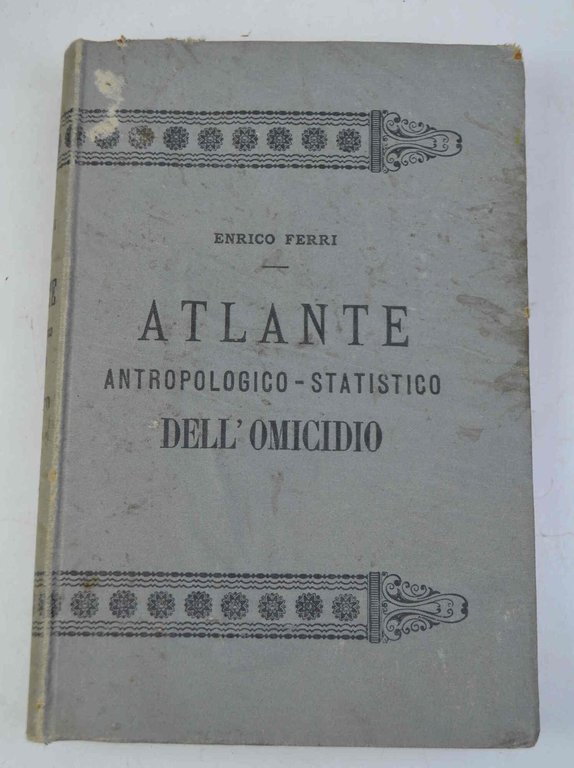 ENRICO FERRI
ATLANTE
ANTROPOLOGICO-STATISTICO
DELL'OMICIDIO